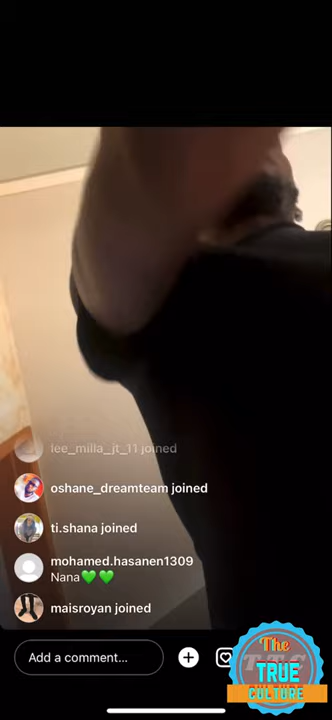 lee_milla_jt_11 joined
oshane_dreamteam joined
ti.shana joined
mohamed.hasanen1309
Nana💚💚
maisroyan joined
Add a comment...
The
T.T.C
TRUE
CULTURE